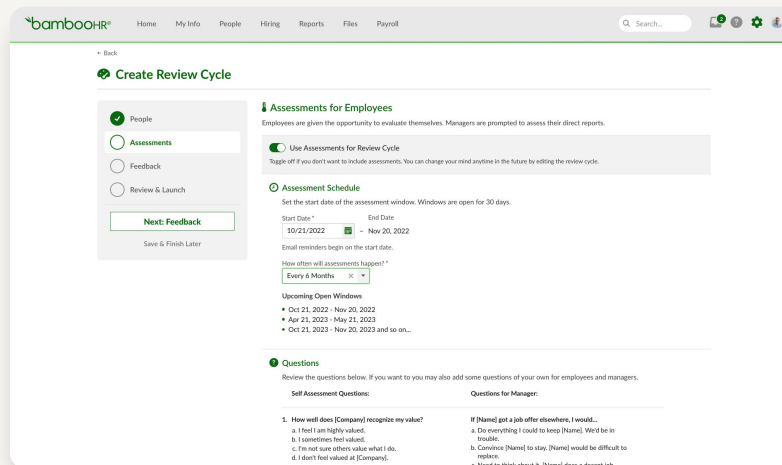 bambooHR®
Home My Info People Hiring Reports Files Payroll
Search...
2
← Back
Create Review Cycle
People
Assessments
Feedback
Review & Launch
Next: Feedback
Save & Finish Later
Assessments for Employees
Employees are given the opportunity to evaluate themselves. Managers are prompted to assess their direct reports.
Use Assessments for Review Cycle
Toggle off if you don't want to include assessments. You can change your mind anytime in the future by editing the review cycle.
Assessment Schedule
Set the start date of the assessment window. Windows are open for 30 days.
Start Date* End Date
10/21/2022 – Nov 20, 2022
Email reminders begin on the start date.
How often will assessments happen? *
Every 6 Months ×
Upcoming Open Windows
• Oct 21, 2022 - Nov 20, 2022
• Apr 21, 2023 - May 21, 2023
• Oct 21, 2023 - Nov 20, 2023 and so on...
Questions
Review the questions below. If you want to you may also add some questions of your own for employees and managers.
Self Assessment Questions: Questions for Manager:
1. How well does [Company] recognize my value?
a. I feel I am highly valued.
b. I sometimes feel valued.
c. I'm not sure others value what I do.
d. I don't feel valued at [Company].
If [Name] got a job offer elsewhere, I would...
a. Do everything I could to keep [Name]. We'd be in
trouble.
b. Convince [Name] to stay. [Name] would be difficult to
replace.
c. Need to think about it. [Name] does a decent job